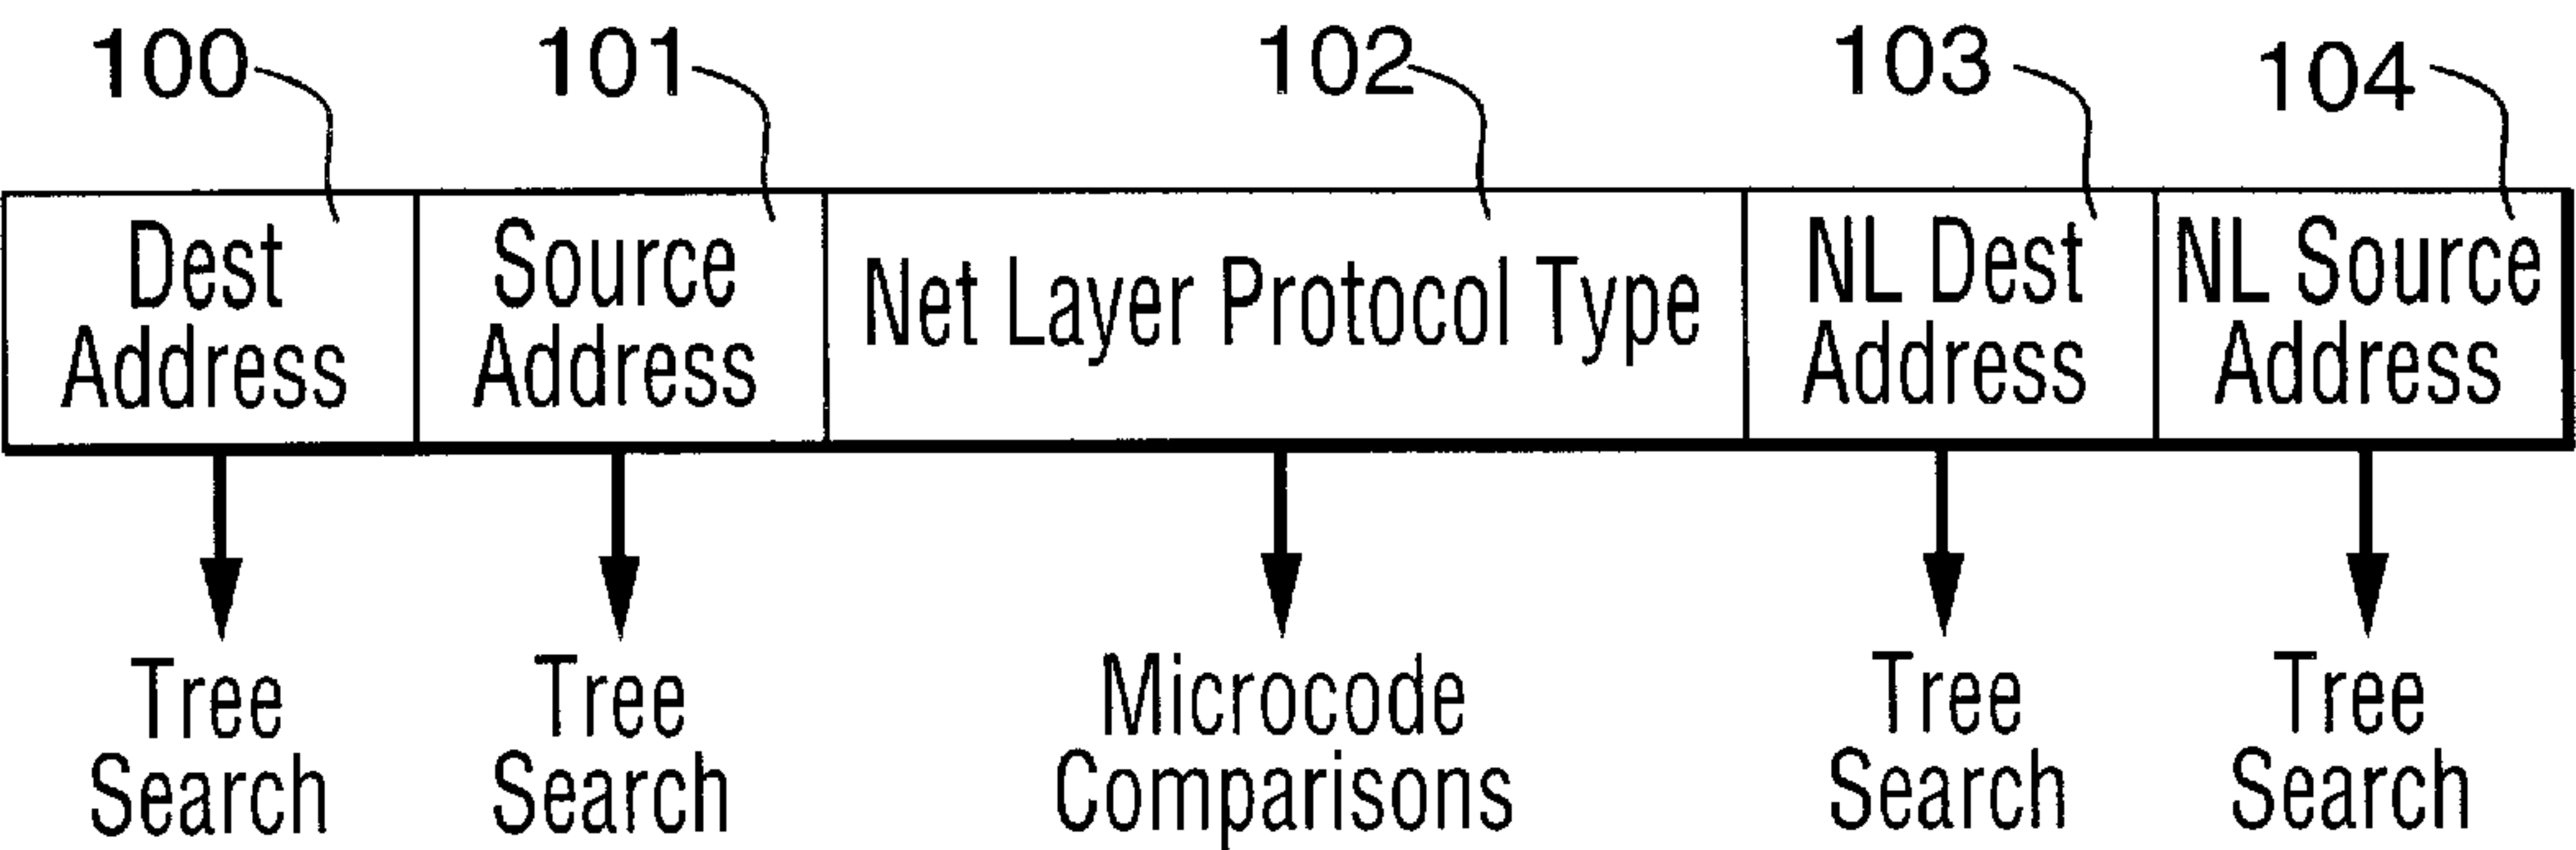 100 101 102 103 104
Dest Address
Source Address
Net Layer Protocol Type
NL Dest Address
NL Source Address
Tree Search
Tree Search
Microcode Comparisons
Tree Search
Tree Search